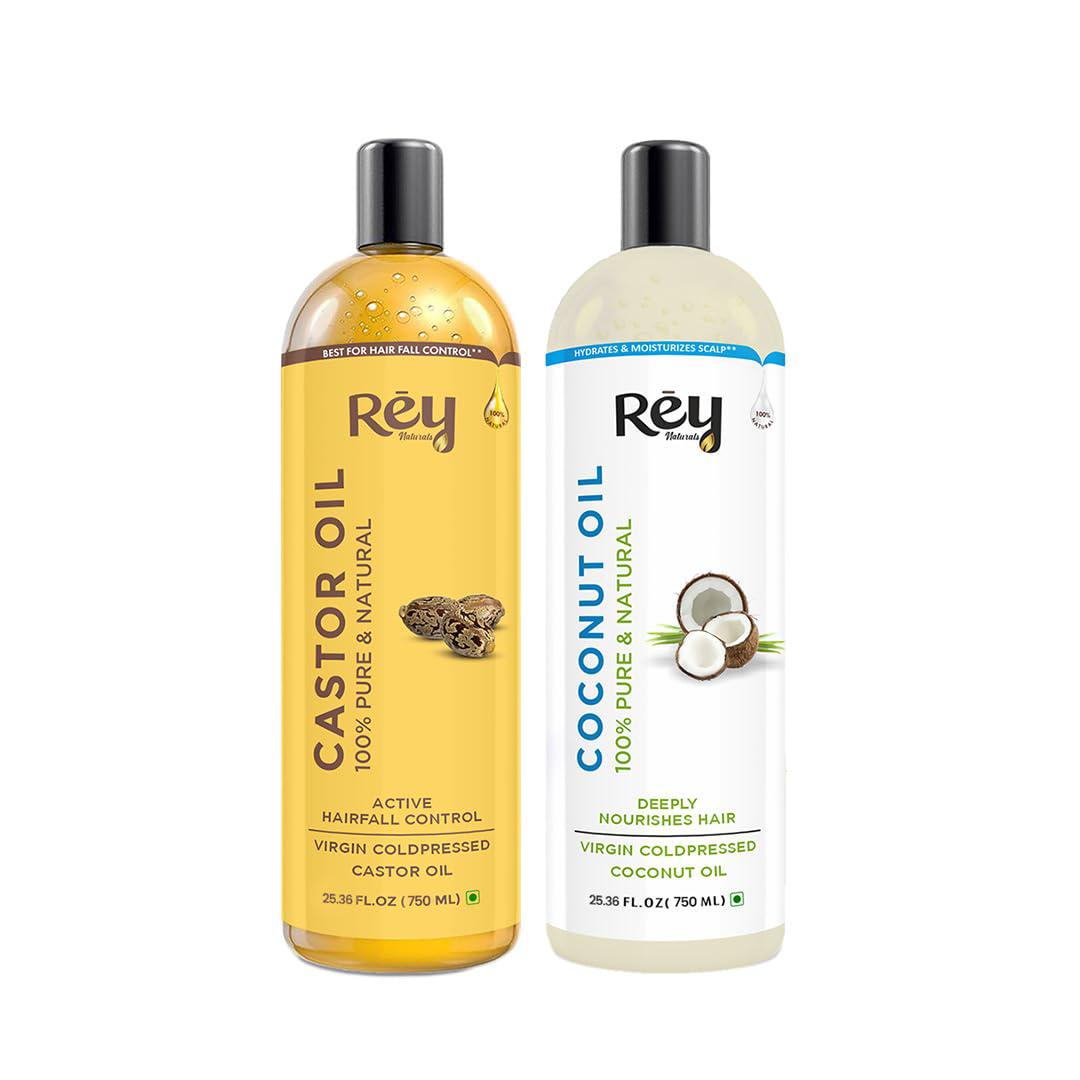 BEST FOR HAIR FALL CONTROL**
Rēy
Naturals
100%
NATURAL
CASTOR OIL
100% PURE & NATURAL
ACTIVE
HAIRFALL CONTROL
VIRGIN COLDPRESSED
CASTOR OIL
25.36 FL.OZ (750 ML)
HYDRATES & MOISTURIZES SCALP**
Rēy
Naturals
100%
NATURAL
COCONUT OIL
100% PURE & NATURAL
DEEPLY
NOURISHES HAIR
VIRGIN COLDPRESSED
COCONUT OIL
25.36 FL.OZ( 750 ML)